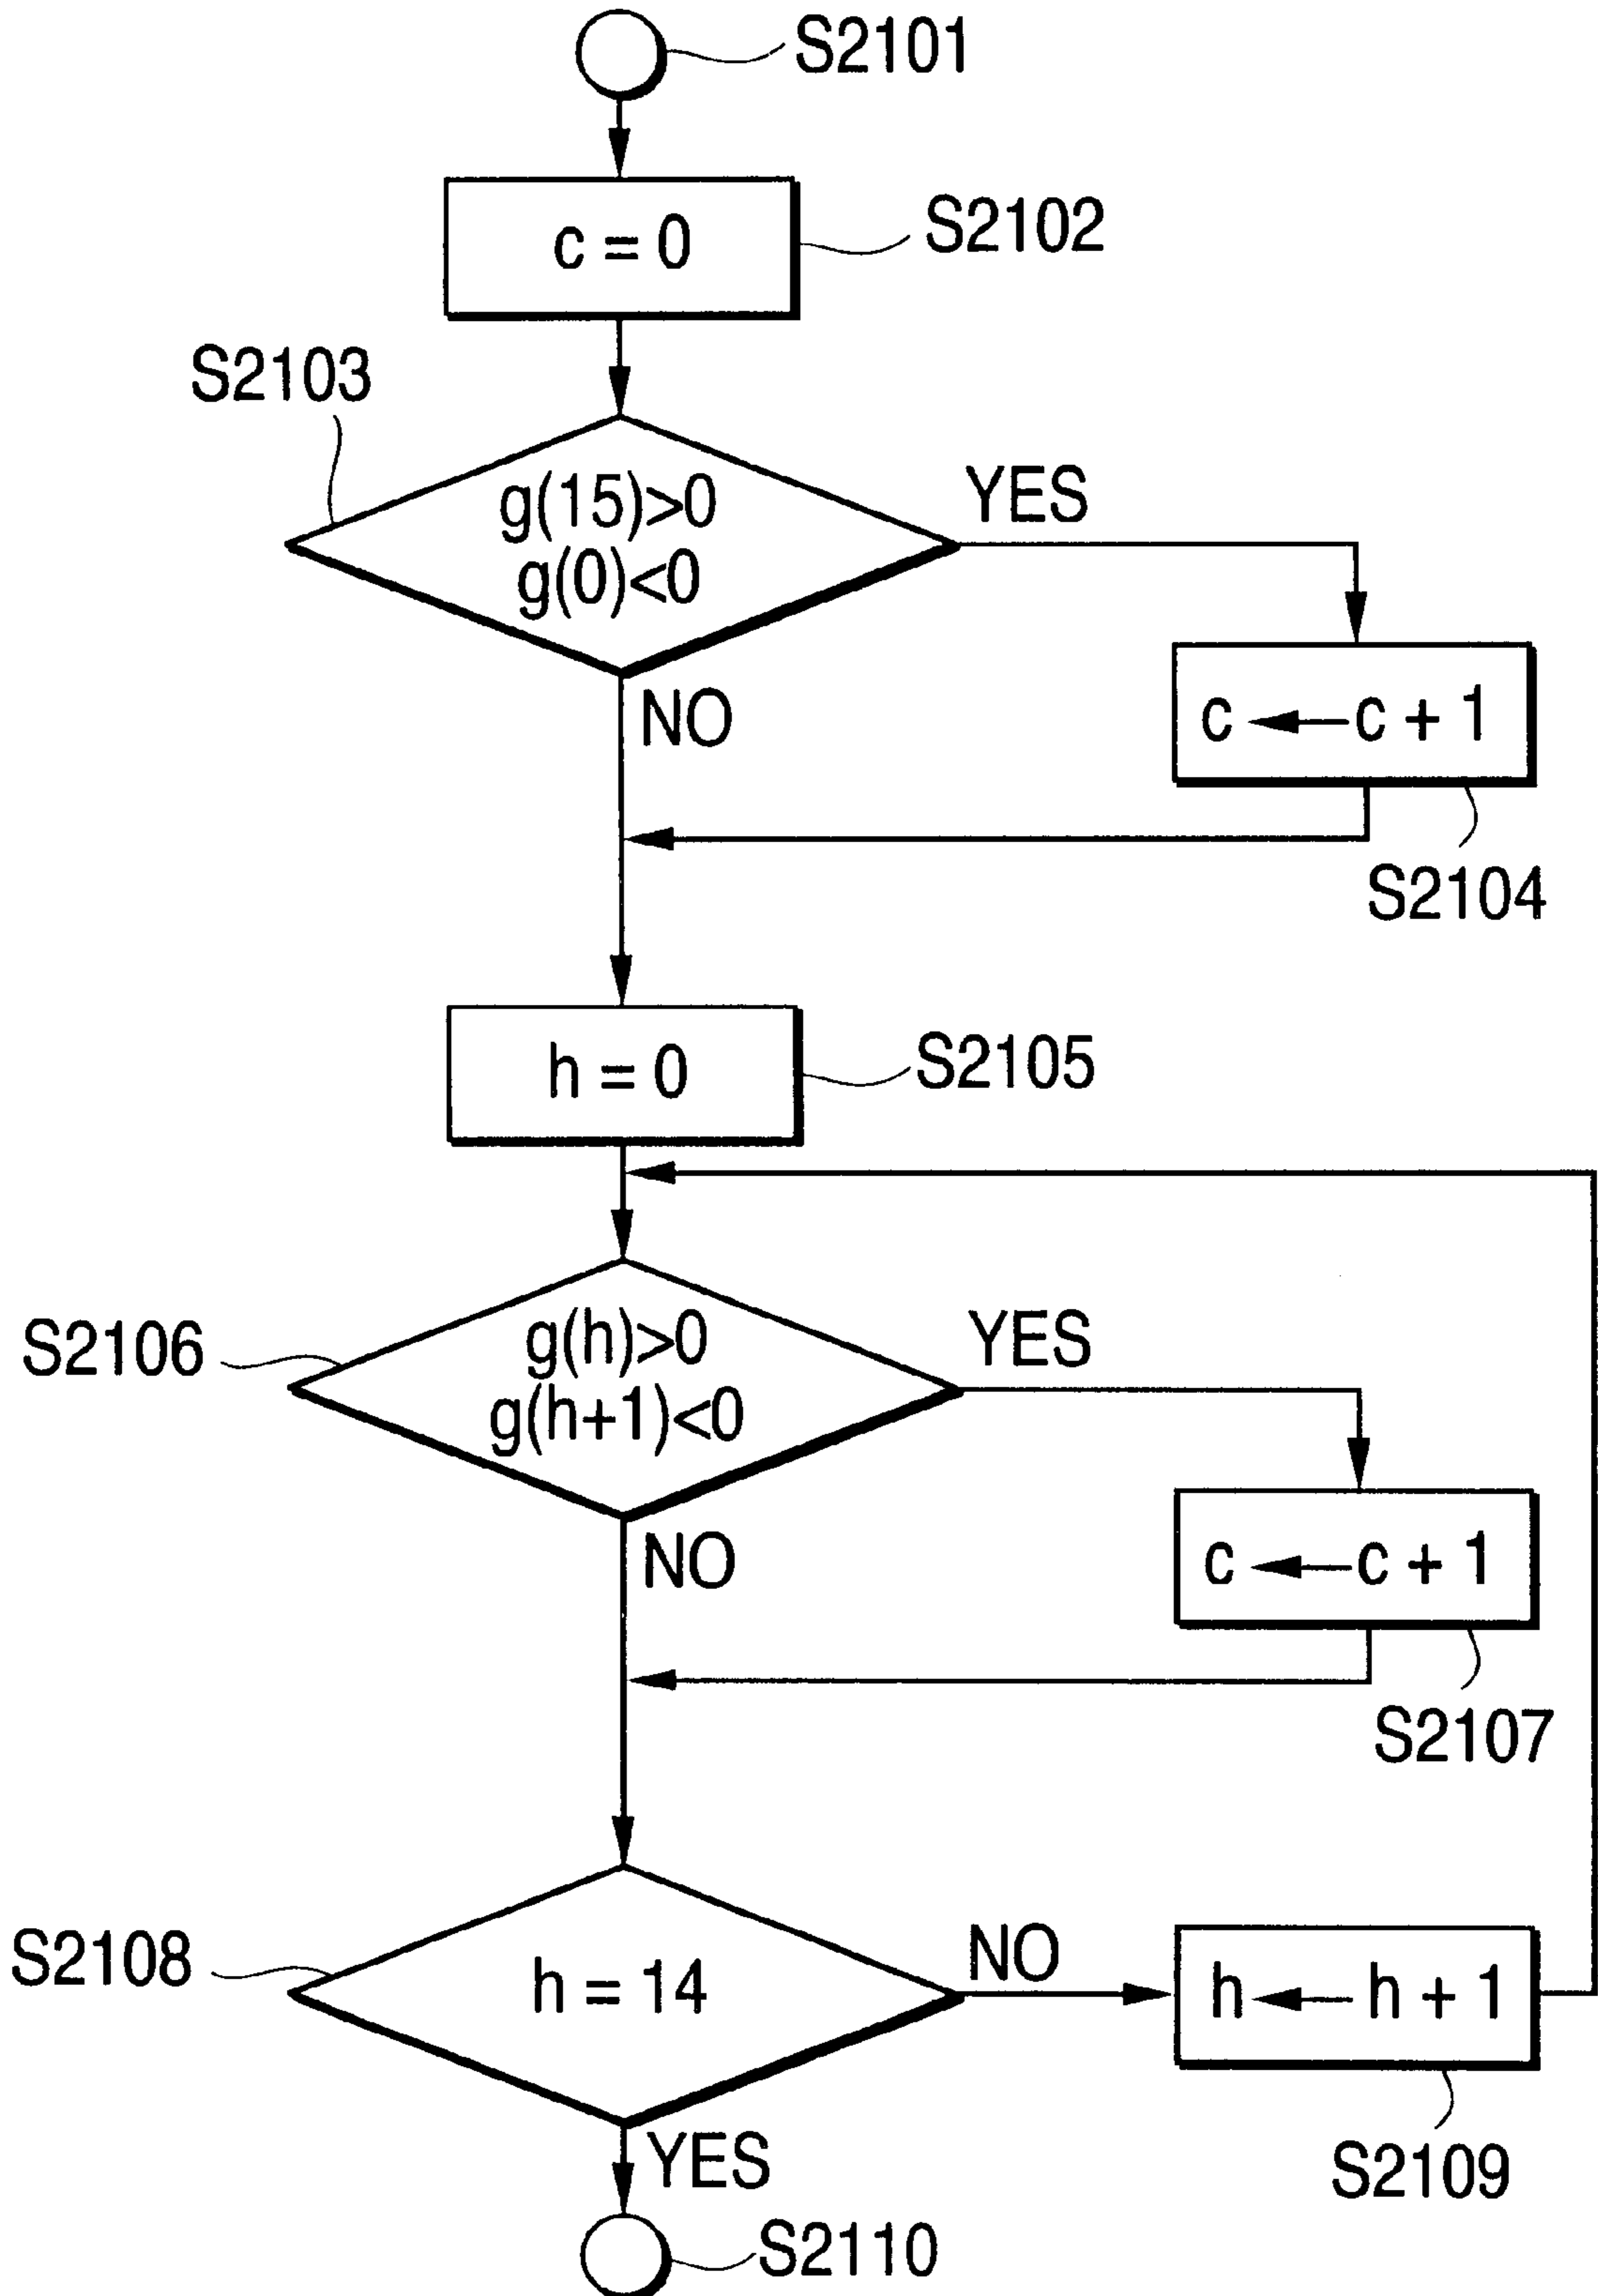 S2101
c = 0
S2102
S2103
g(15)>0
g(0)<0
YES
NO
c ← c + 1
S2104
h = 0
S2105
S2106
g(h)>0
g(h+1)<0
YES
NO
c ← c + 1
S2107
S2108
h = 14
NO
h ← h + 1
S2109
YES
S2110